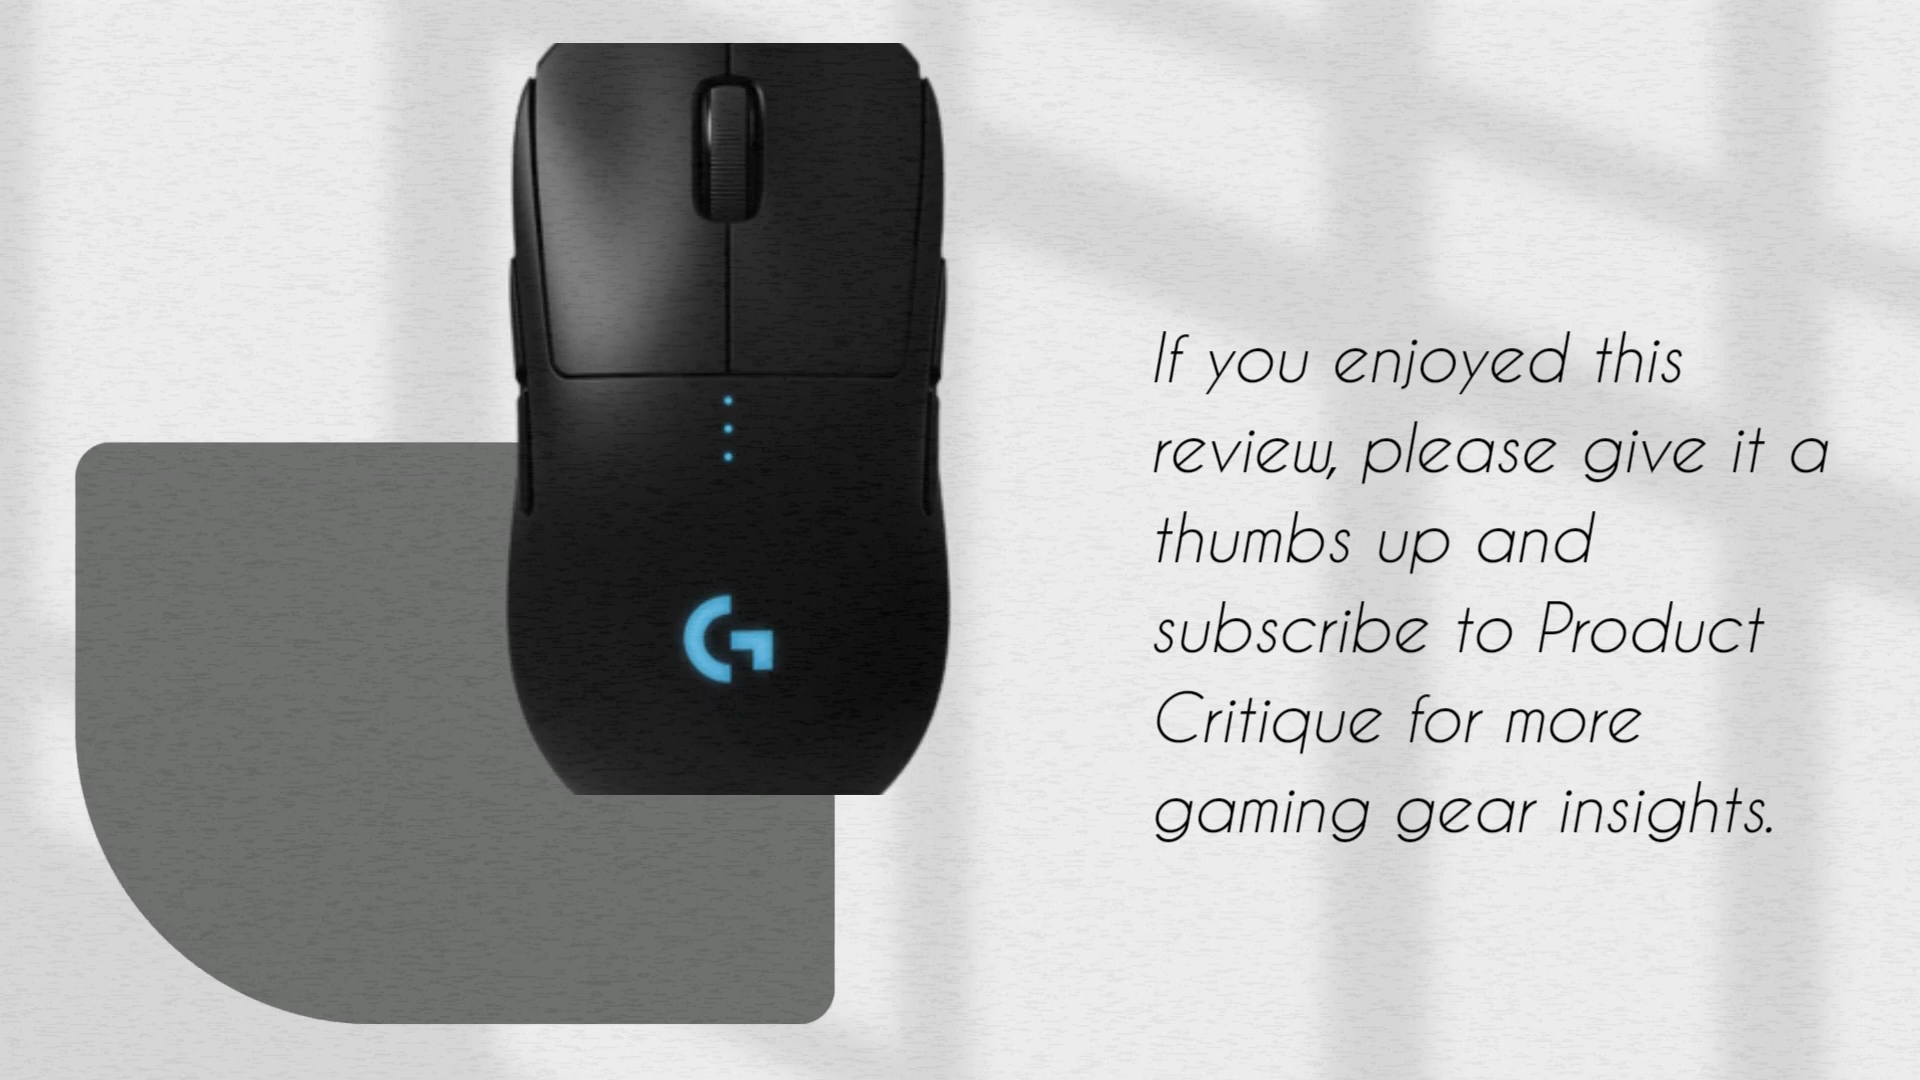 If you enjoyed this
review, please give it a
thumbs up and
subscribe to Product
Critique for more
gaming gear insights.